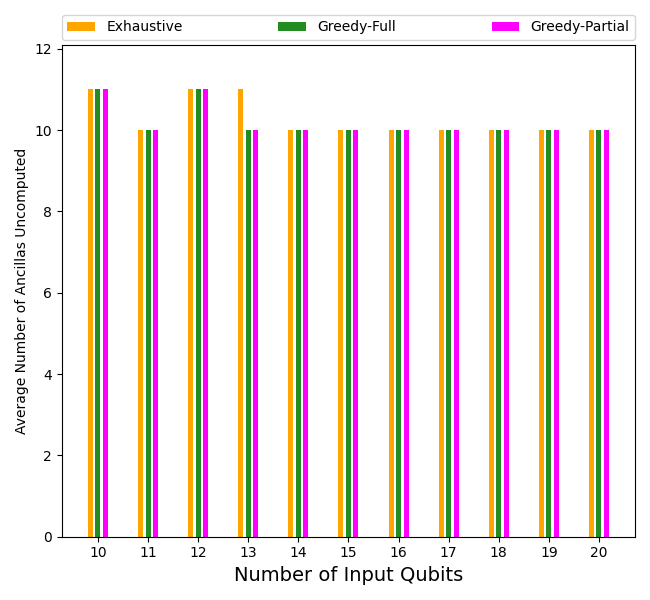 Exhaustive Greedy-Full Greedy-Partial
Average Number of Ancillas Uncomputed
12
10
8
6
4
2
0
10 11 12 13 14 15 16 17 18 19 20
Number of Input Qubits